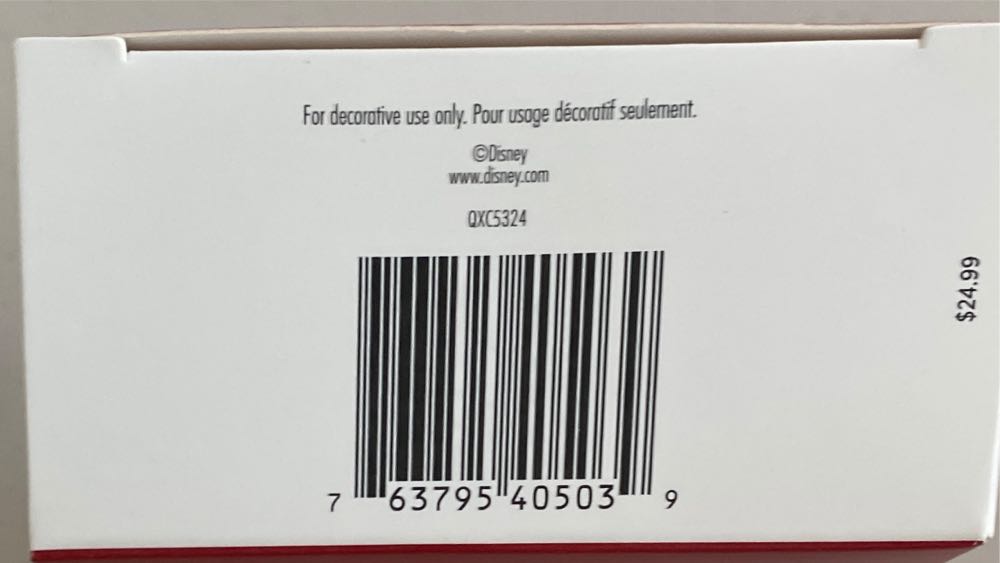 For decorative use only. Pour usage décoratif seulement.
©Disney
www.disney.com
QXC5324
7 63795 40503 9
$24.99